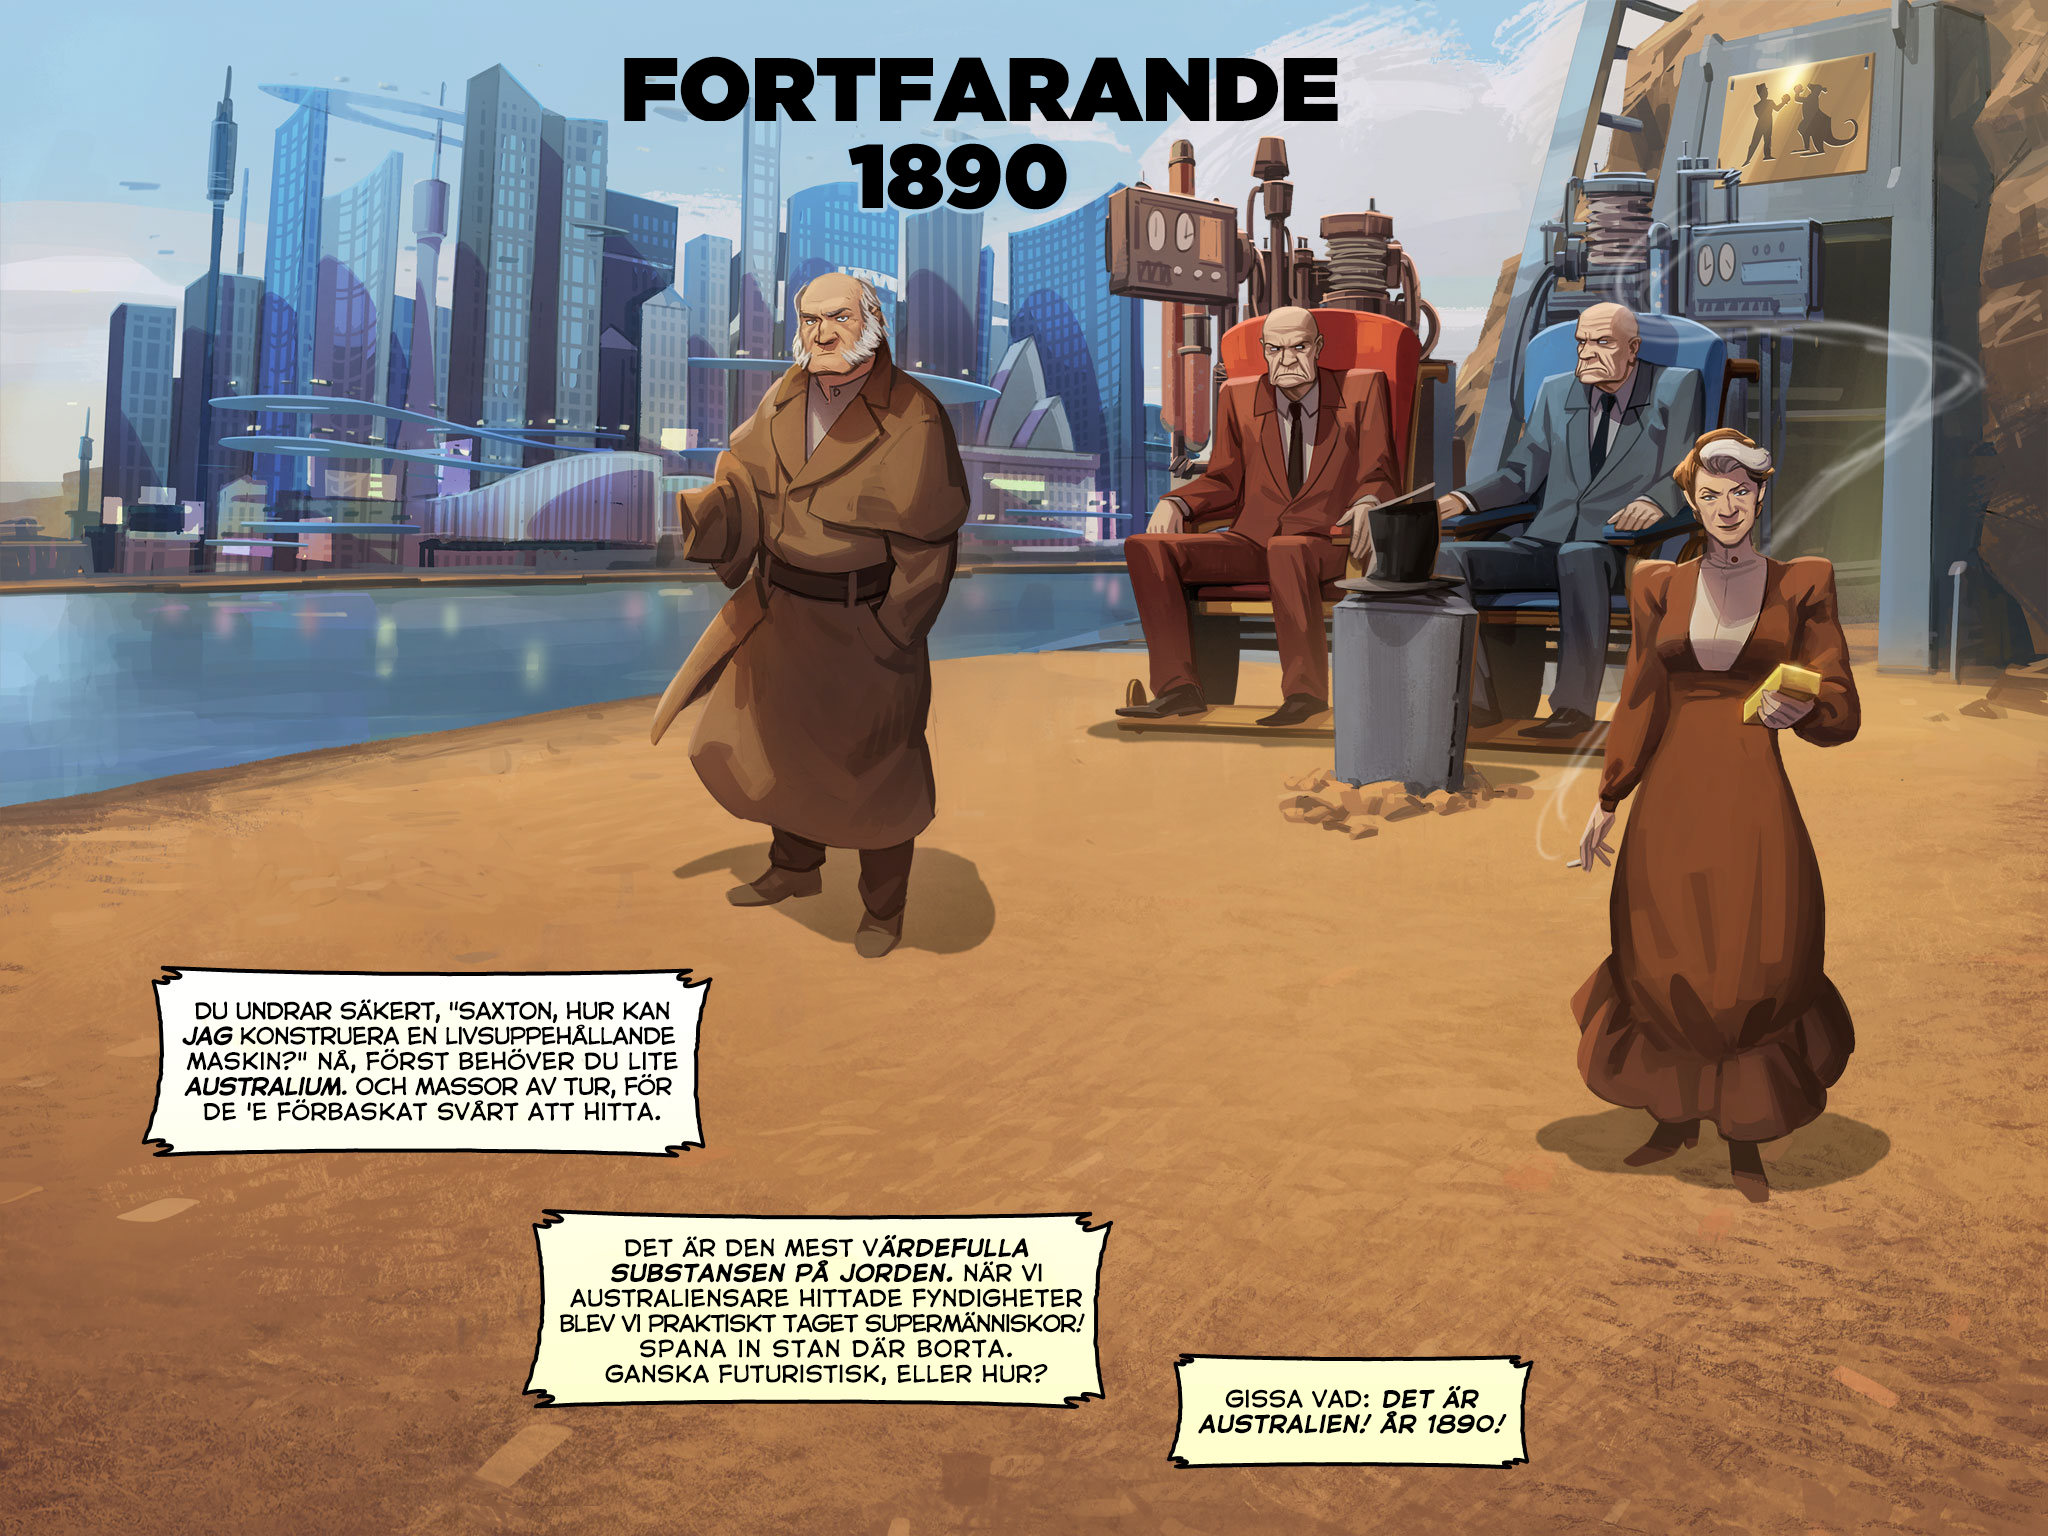 FORTFARANDE
1890
DU UNDRAR SÄKERT, "SAXTON, HUR KAN
JAG KONSTRUERA EN LIVSUPPEHÅLLANDE
MASKIN?" NÅ, FÖRST BEHÖVER DU LITE
AUSTRALIUM. OCH MASSOR AV TUR, FÖR
DE 'E FÖRBASKAT SVÅRT ATT HITTA.
DET ÄR DEN MEST VÄRDEFULLA
SUBSTANSEN PÅ JORDEN. NÄR VI
AUSTRALIENSARE HITTADE FYNDIGHETER
BLEV VI PRAKTISKT TAGET SUPERMÄNNISKOR!
SPANA IN STAN DÄR BORTA.
GANSKA FUTURISTISK, ELLER HUR?
GISSA VAD: DET ÄR
AUSTRALIEN! ÅR 1890!